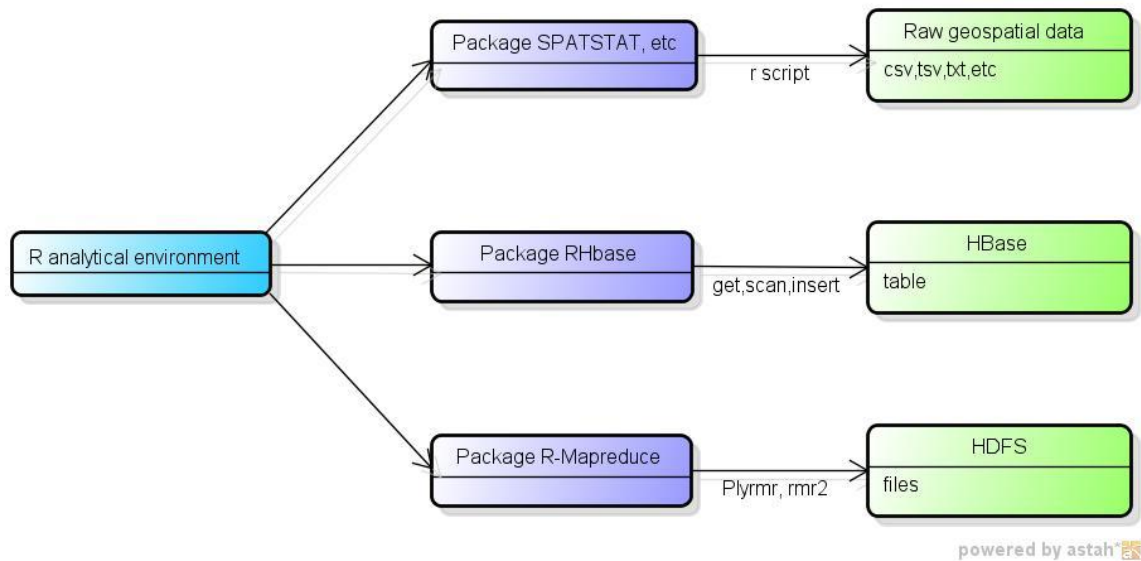 Package SPATSTAT, etc
r script
Raw geospatial data
csv,tsv,txt,etc
R analytical environment
Package RHbase
get,scan,insert
HBase
table
Package R-Mapreduce
Plyrmr, rmr2
HDFS
files
powered by astah*